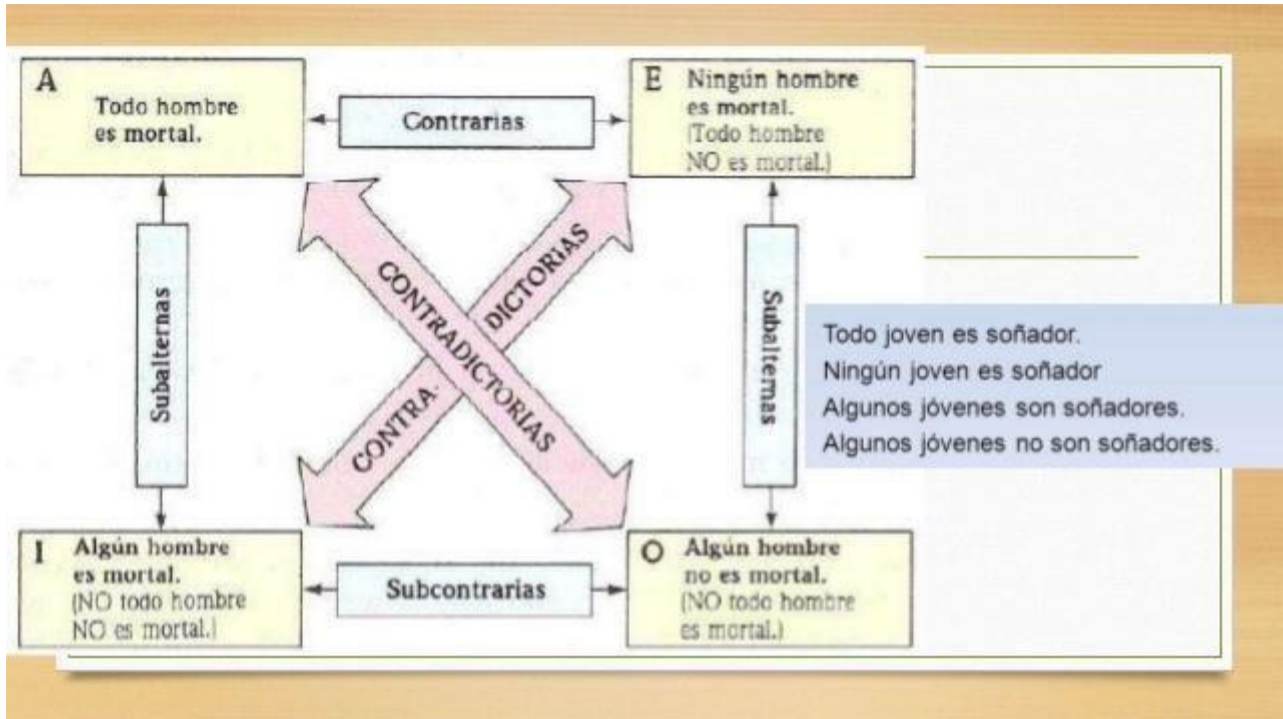 A
Todo hombre
es mortal.
Contrarias
E Ningún hombre
es mortal.
(Todo hombre
NO es mortal.)
Subalternas
CONTRADICTORIAS
CONTRA-
DICTORIAS
Subalternas
Todo joven es soñador.
Ningún joven es soñador
Algunos jóvenes son soñadores.
Algunos jóvenes no son soñadores.
I Algún hombre
es mortal.
(NO todo hombre
NO es mortal.)
Subcontrarias
O Algún hombre
no es mortal.
(NO todo hombre
es mortal.)